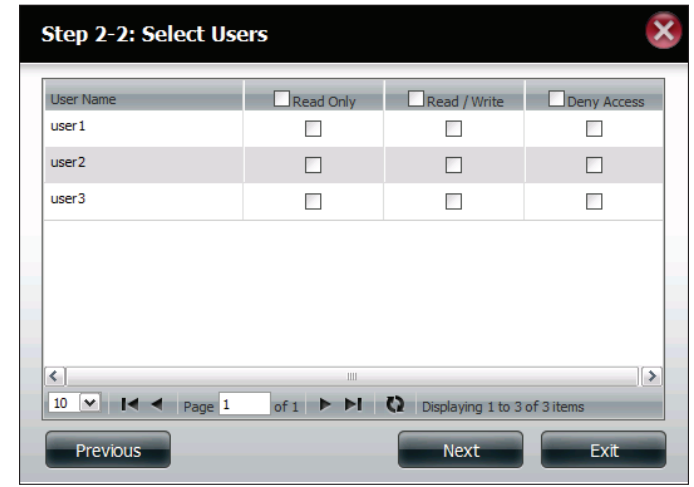 Step 2-2: Select Users
User Name Read Only Read / Write Deny Access
user1
user2
user3
10 Page 1 of 1 Displaying 1 to 3 of 3 items
Previous Next Exit